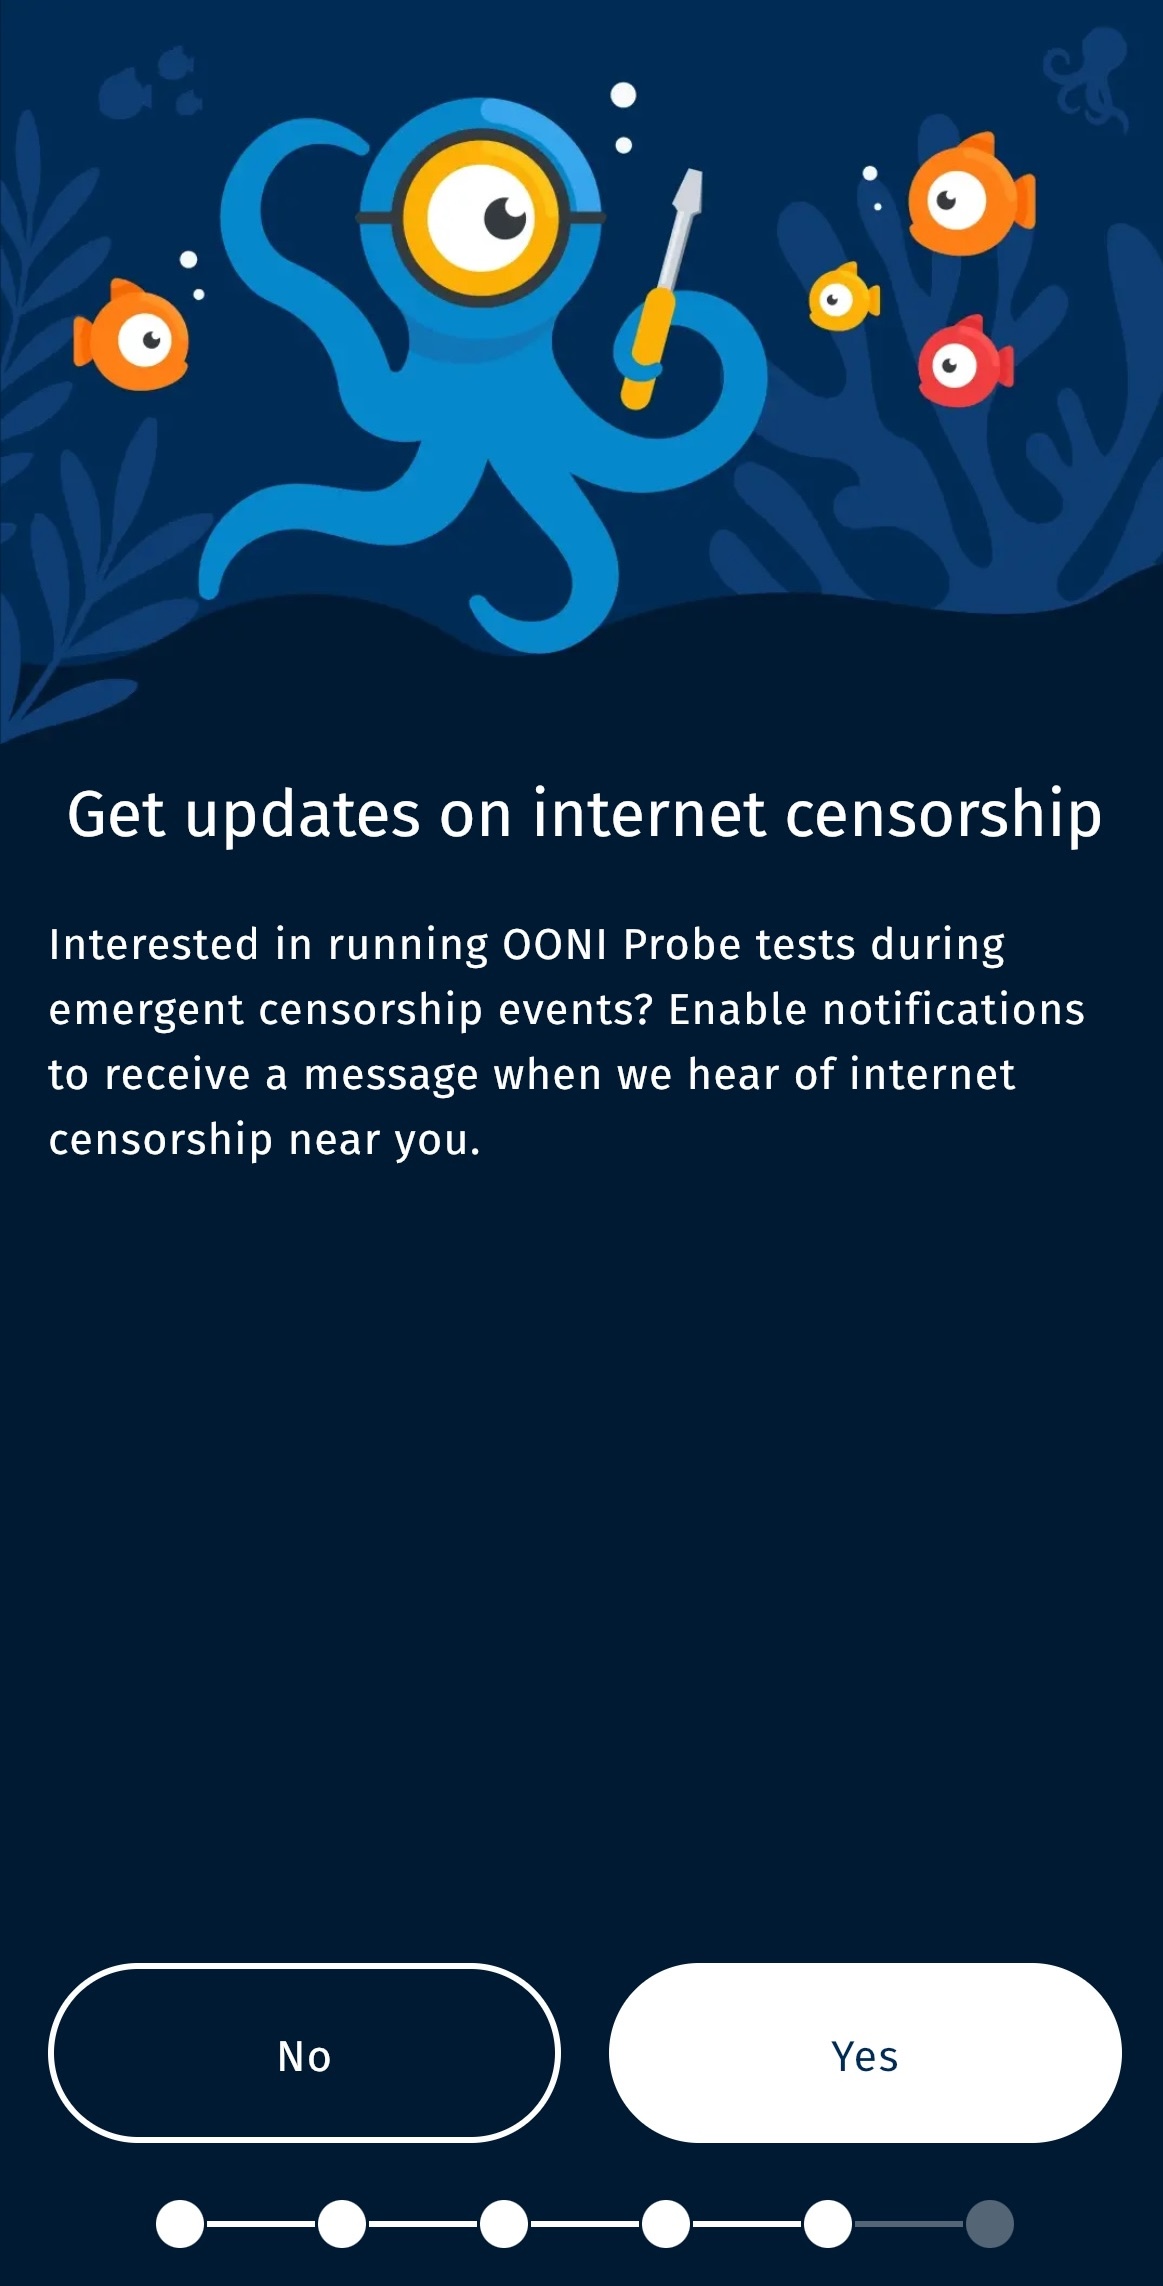 Get updates on internet censorship
Interested in running OONI Probe tests during
emergent censorship events? Enable notifications
to receive a message when we hear of internet
censorship near you.
No
Yes